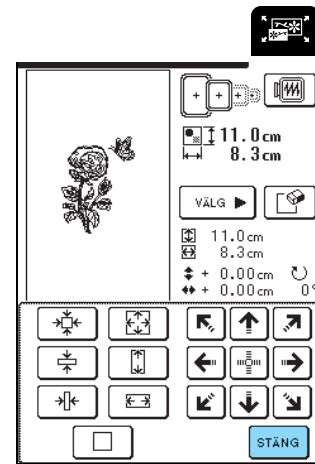 11.0cm
8.3cm
VÄLG
11.0cm
8.3cm
+ 0.00cm
+ 0.00cm 0°
STÄNG